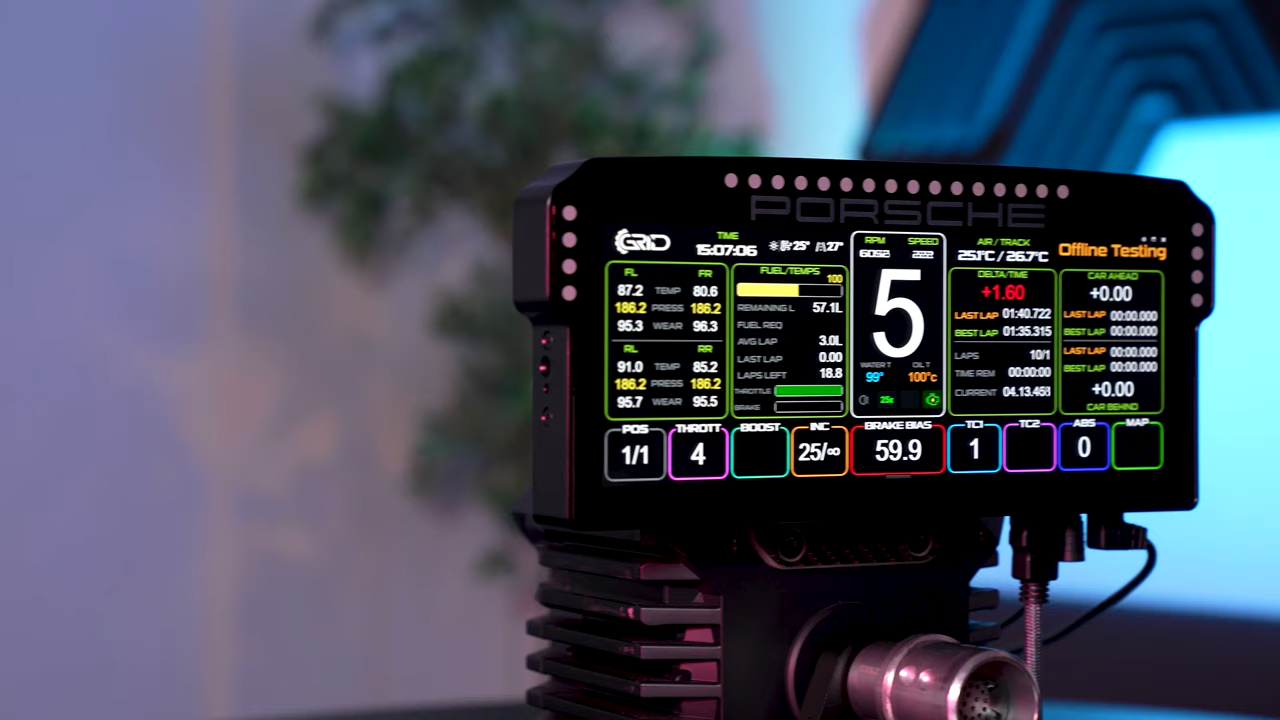 PORSCHE
GRID
TIME
15:07:06
25° 27°
AIR / TRACK
25.1°C / 26.7°C
Offline Testing
FL FR
87.2 TEMP 80.6
186.2 PRESS 186.2
95.3 WEAR 96.3
RL RR
91.0 TEMP 85.2
186.2 PRESS 186.2
95.7 WEAR 95.5
FUEL/TEMPS
100
REMAINING L 57.1L
FUEL REQ
AVG LAP 3.0L
LAST LAP 0.00
LAPS LEFT 18.8
THROTTLE
BRAKE
RPM SPEED
5
WATER T OIL T
99° 100°c
25x
DELTA/TIME
+1.60
LAST LAP 01:40.722
BEST LAP 01:35.315
LAPS 10/1
TIME REM 00:00:00
CURRENT
CAR AHEAD
+0.00
LAST LAP 00:00.000
BEST LAP 00:00.000
LAST LAP 00:00.000
BEST LAP 00:00.000
+0.00
CAR BEHIND
POS THROTT BOOST INC BRAKE BIAS TC1 TC2 ABS MAP
1/1 4 25/∞ 59.9 1 0